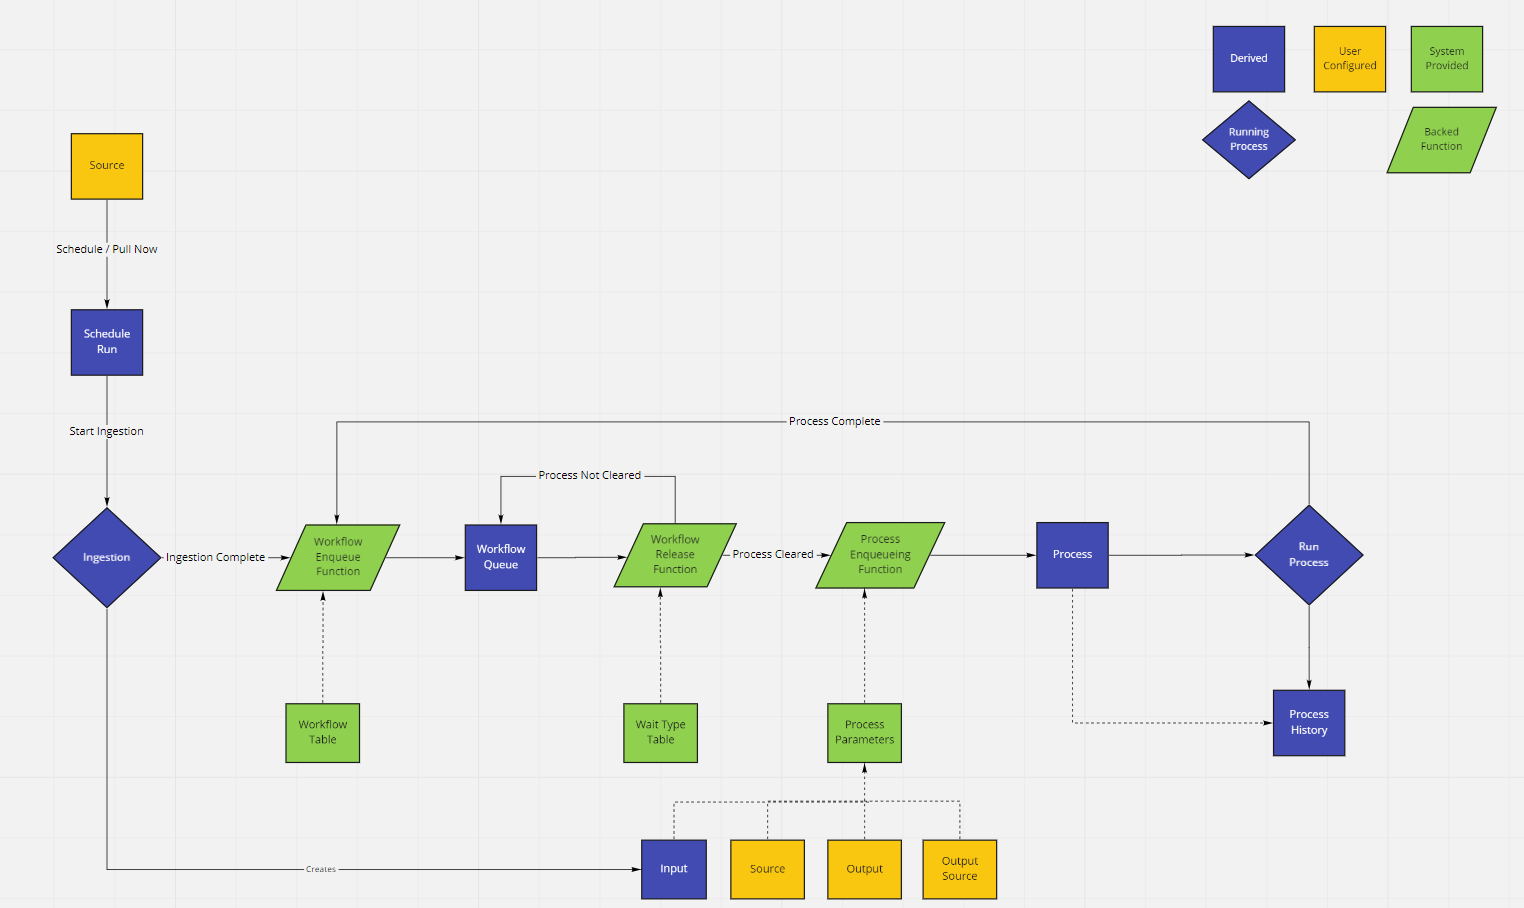 Derived
User
Configured
System
Provided
Running
Process
Backed
Function
Source
Schedule / Pull Now
Schedule
Run
Start Ingestion
Process Complete
Process Not Cleared
Ingestion
Ingestion Complete
Workflow
Enqueue
Function
Workflow
Queue
Workflow
Release
Function
Process Cleared
Process
Enqueueing
Function
Process
Run
Process
Workflow
Table
Wait Type
Table
Process
Parameters
Process
History
Creates
Input
Source
Output
Output
Source